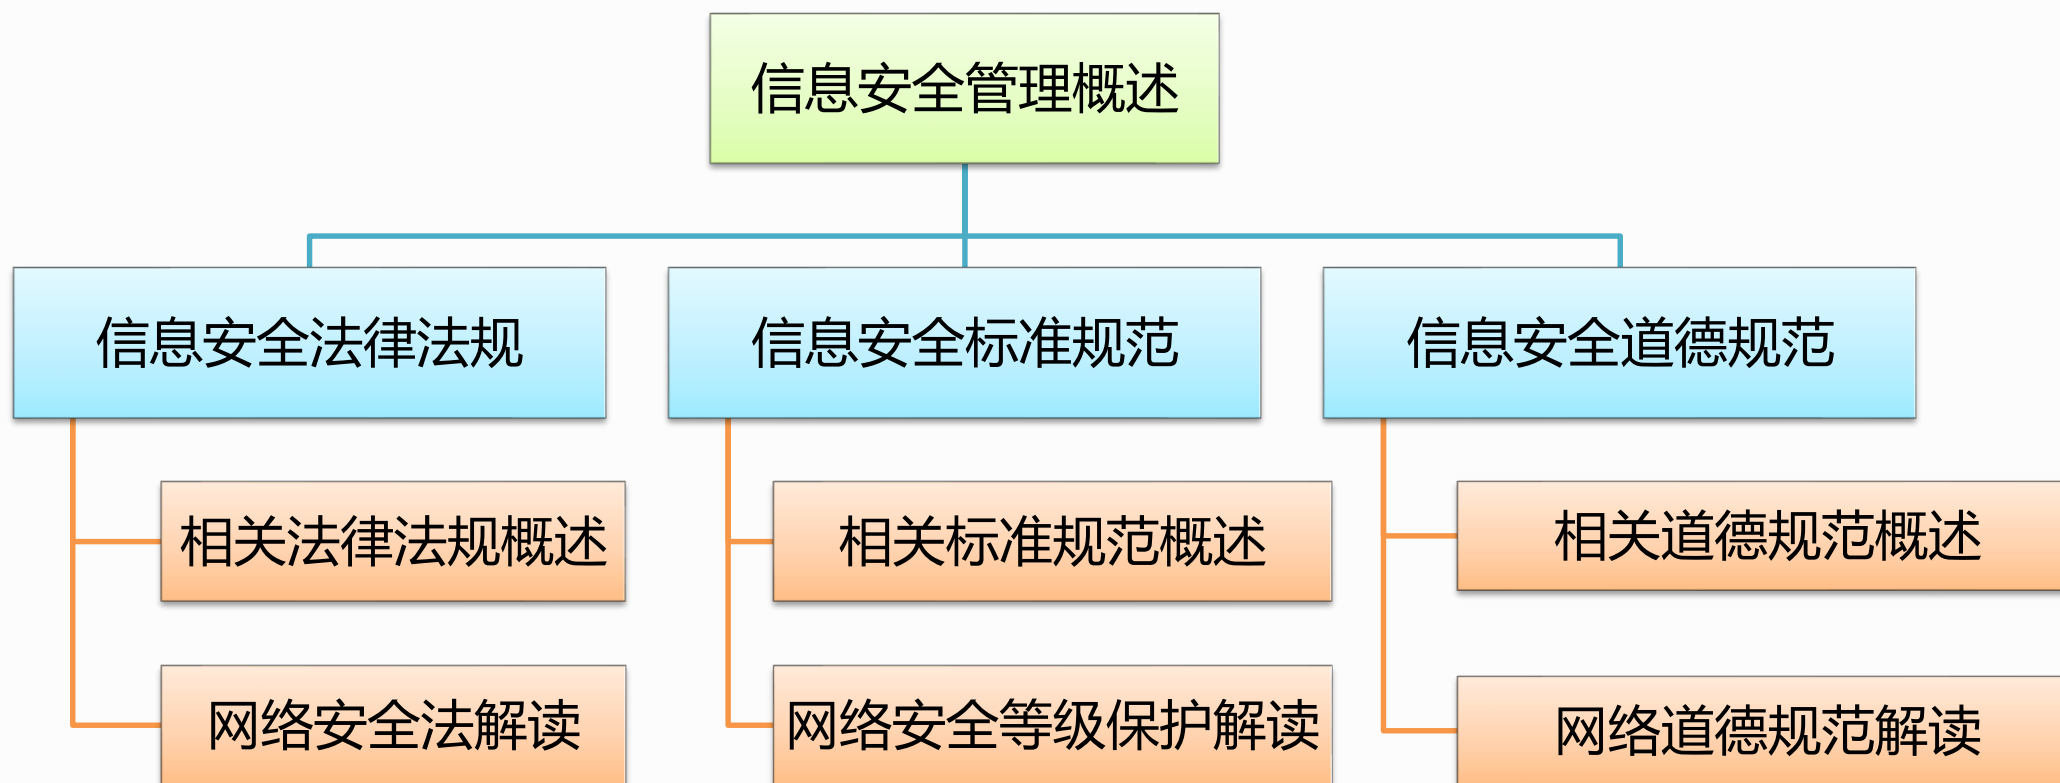 信息安全管理概述
信息安全法律法规
信息安全标准规范
信息安全道德规范
相关法律法规概述
相关标准规范概述
相关道德规范概述
网络安全法解读
网络安全等级保护解读
网络道德规范解读